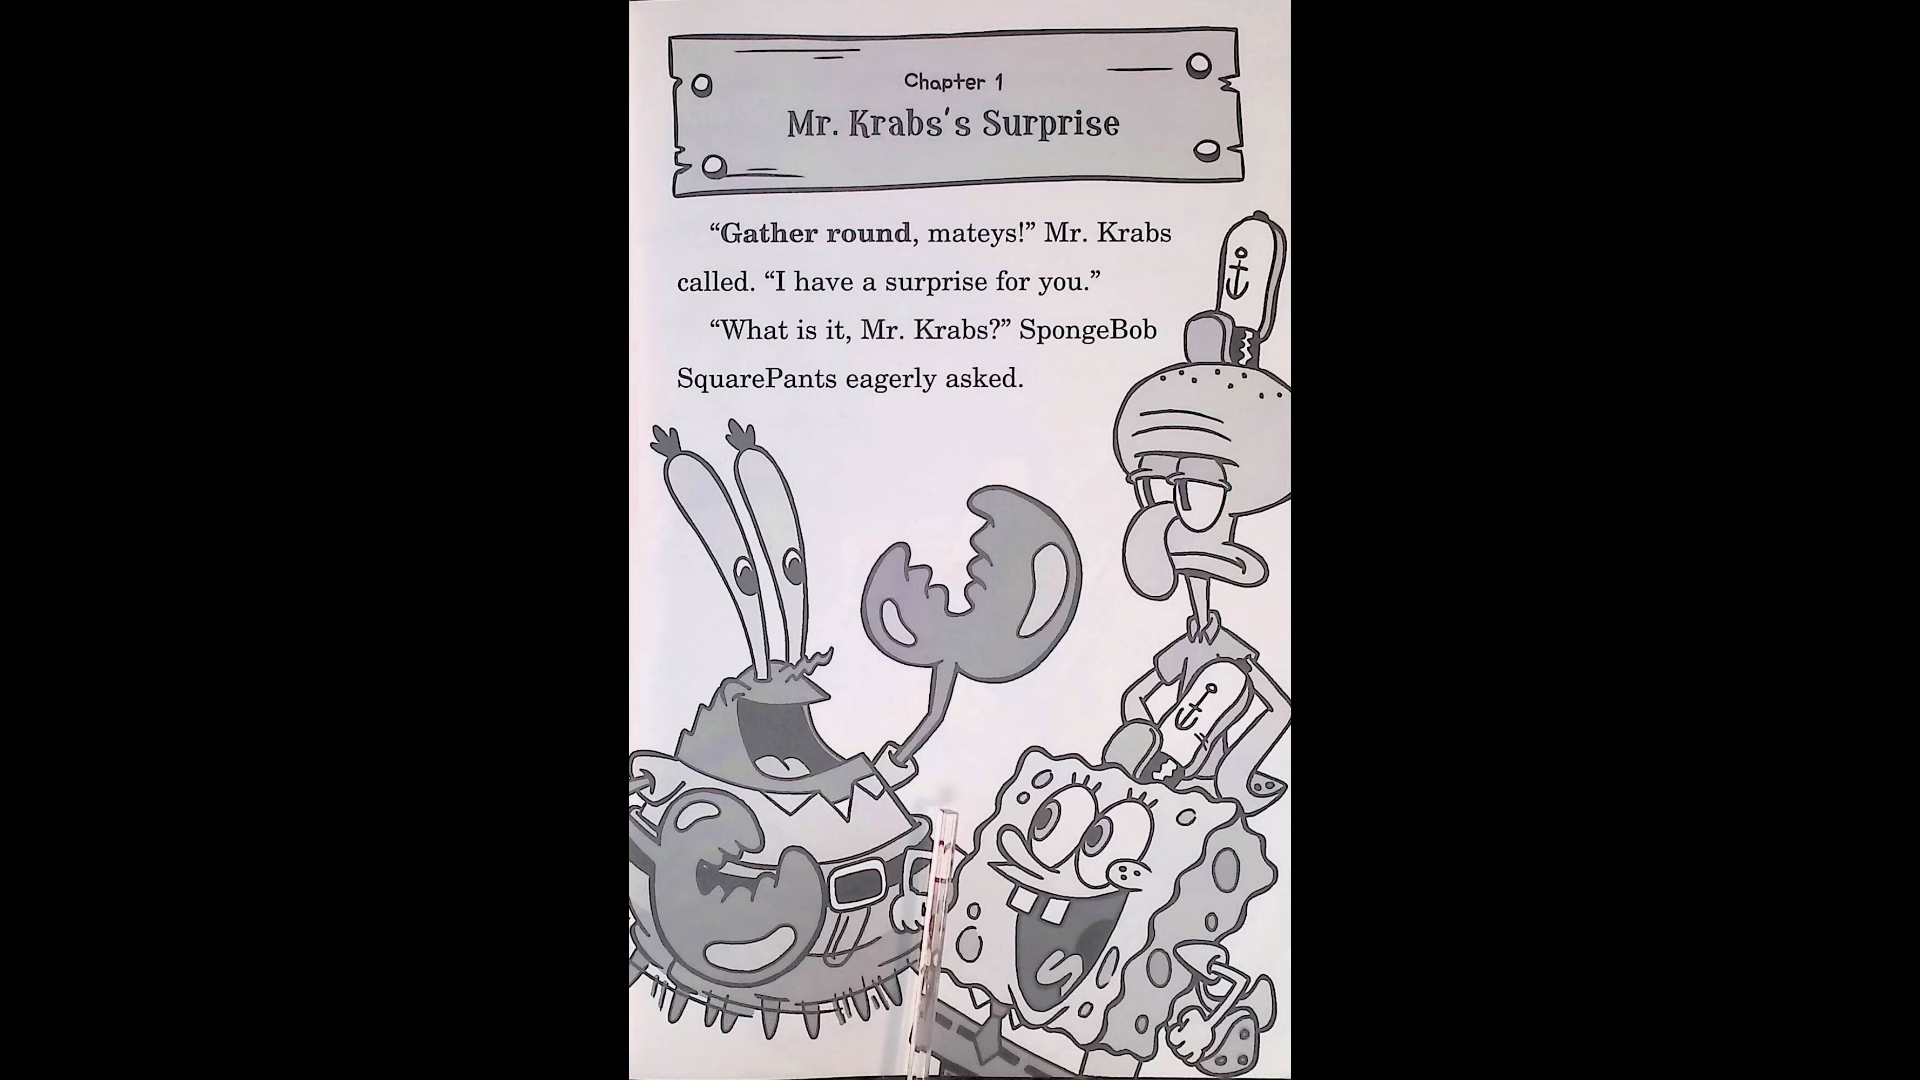 Chapter 1
Mr. Krabs's Surprise
“Gather round, mateys!” Mr. Krabs
called. “I have a surprise for you.”
“What is it, Mr. Krabs?” SpongeBob
SquarePants eagerly asked.